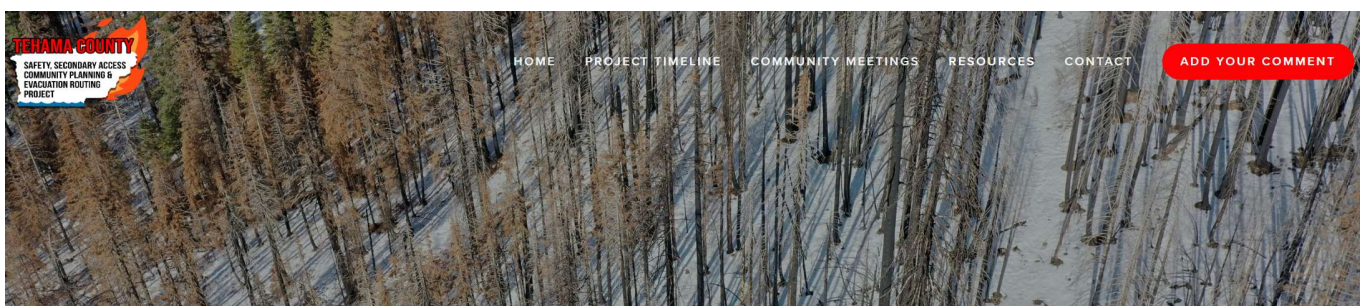 TEHAMA COUNTY
SAFETY, SECONDARY ACCESS
COMMUNITY PLANNING &
EVACUATION ROUTING
PROJECT
HOME PROJECT TIMELINE COMMUNITY MEETINGS RESOURCES CONTACT ADD YOUR COMMENT